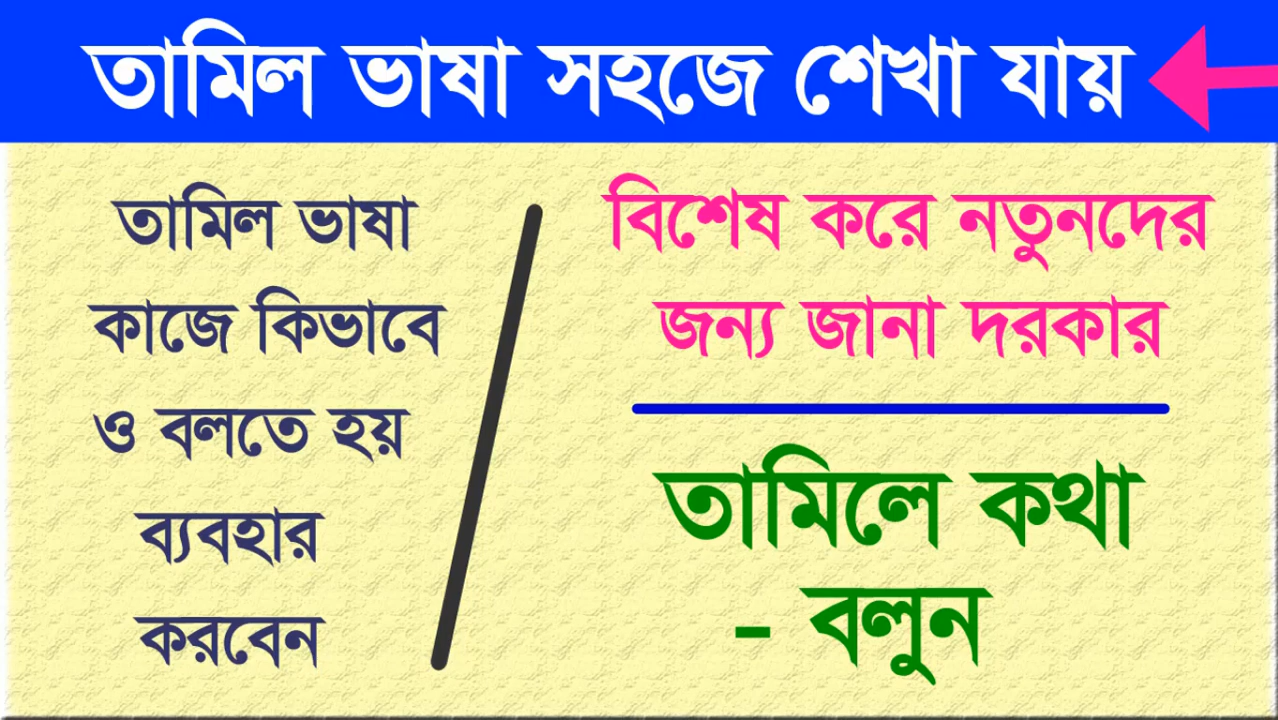 তামিল ভাষা সহজে শেখা যায়
তামিল ভাষা
কাজে কিভাবে
ও বলতে হয়
ব্যবহার
করবেন
বিশেষ করে নতুনদের
জন্য জানা দরকার
তামিলে কথা
- বলুন